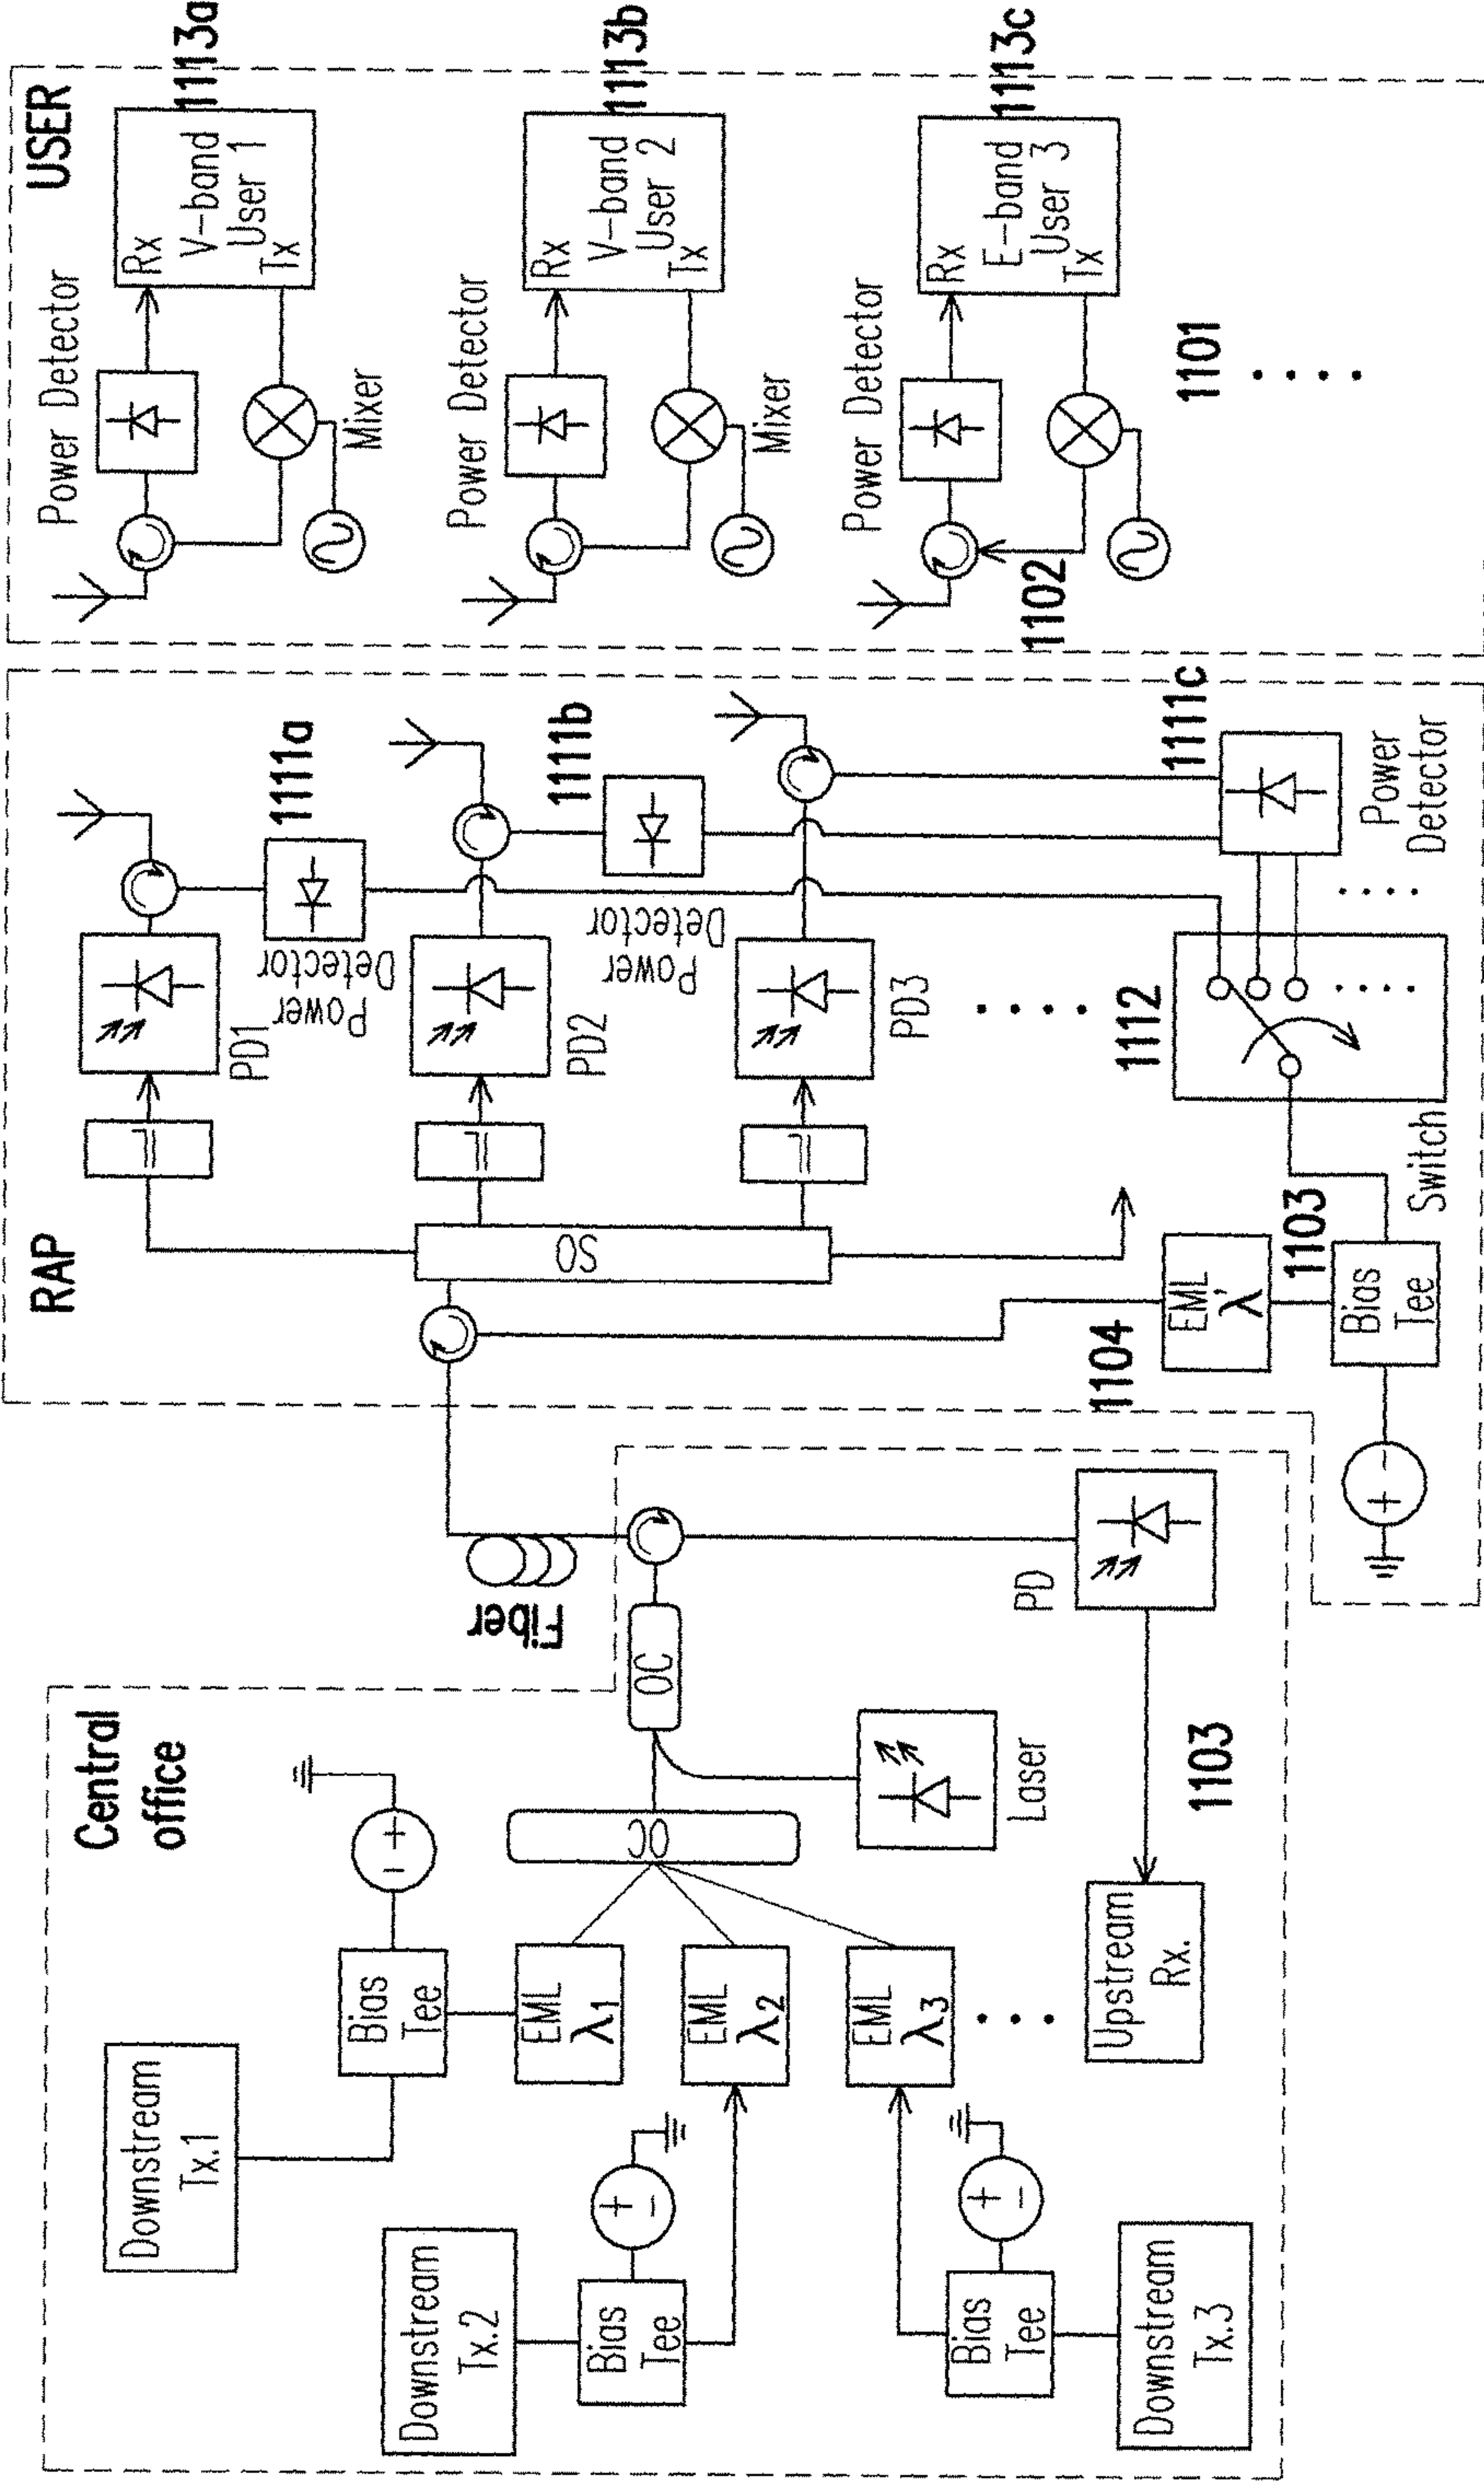 Central
office
Downstream
Tx.1
Bias
Tee
Downstream
Tx.2
Bias
Tee
Downstream
Tx.3
Bias
Tee
EML
λ1
EML
λ2
EML
λ3
OC
OC
Laser
Upstream
Rx.
1103
PD
Fiber
RAP
OS
PD1
Power
Detector
1111a
PD2
Power
Detector
1111b
PD3
1111c
Power
Detector
1112
Switch
1104
EML
λ'
1103
Bias
Tee
USER
Power Detector
Rx
V-band
User 1
Tx
Mixer
1113a
Power Detector
Rx
V-band
User 2
Tx
Mixer
1113b
Power Detector
Rx
E-band
User 3
Tx
1113c
1102
1101